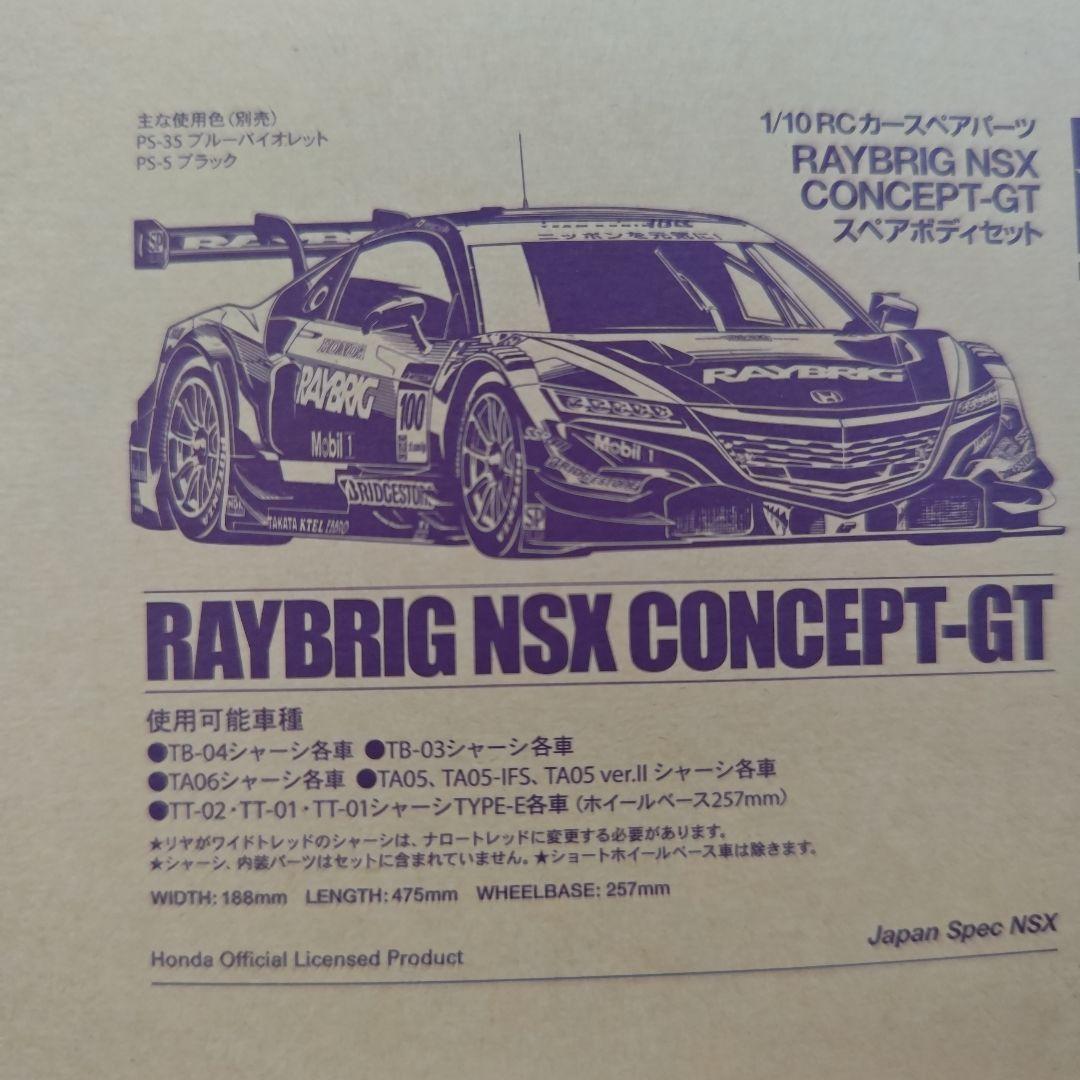 主な使用色（別売）
PS-35 ブルーバイオレット
PS-5 ブラック
1/10 RCカースペアパーツ
RAYBRIG NSX
CONCEPT-GT
スペアボディセット
SP RAYBRIG
ニッポンを元気に!
RAYBRIG
H
RAYBRIG
100
Mobil 1
Mobil 1
BRIDGESTONE
BRIDGESTONE
SP
TAKATA KTEL
RAYBRIG NSX CONCEPT-GT
使用可能車種
●TB-04シャーシ各車 ●TB-03シャーシ各車
●TA06シャーシ各車 ●TA05、TA05-IFS、TA05 ver.II シャーシ各車
●TT-02・TT-01・TT-01シャーシTYPE-E各車（ホイールベース257mm）
★リヤがワイドトレッドのシャーシは、ナロートレッドに変更する必要があります。
★シャーシ、内装パーツはセットに含まれていません。★ショートホイールベース車は除きます。
WIDTH: 188mm LENGTH: 475mm WHEELBASE: 257mm
Japan Spec NSX
Honda Official Licensed Product